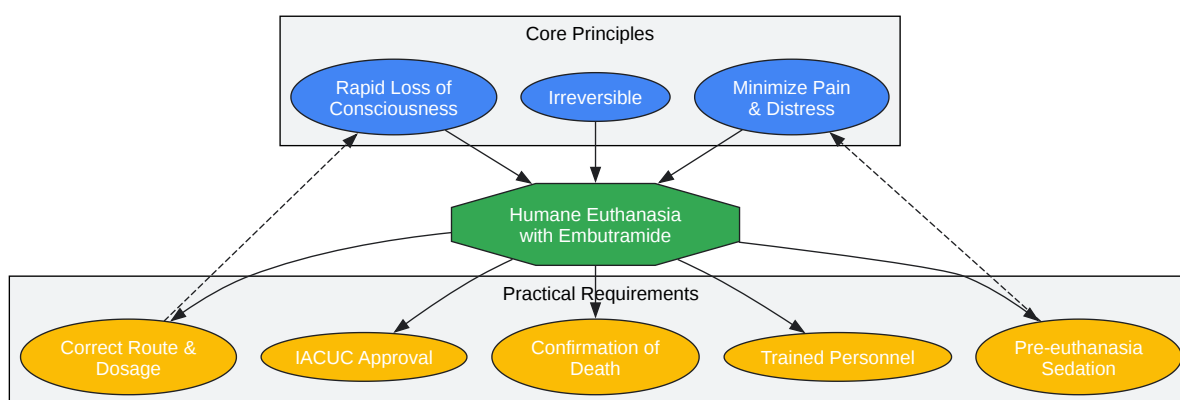 Core Principles
Rapid Loss of
Consciousness
Irreversible
Minimize Pain
& Distress
Humane Euthanasia
with Embutramide
Practical Requirements
Correct Route &
Dosage
IACUC Approval
Confirmation of
Death
Trained Personnel
Pre-euthanasia
Sedation